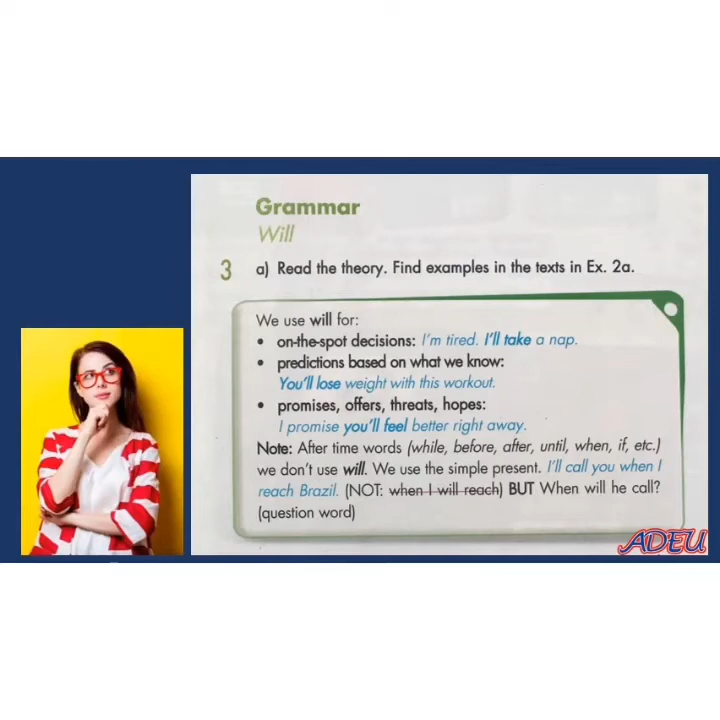 Grammar
Will
3 a) Read the theory. Find examples in the texts in Ex. 2a.
We use will for:
• on-the-spot decisions: I'm tired. I'll take a nap.
• predictions based on what we know:
You'll lose weight with this workout.
• promises, offers, threats, hopes:
I promise you'll feel better right away.
Note: After time words (while, before, after, until, when, if, etc.)
we don't use will. We use the simple present. I'll call you when I
reach Brazil. (NOT: when I will reach) BUT When will he call?
(question word)
ADEU